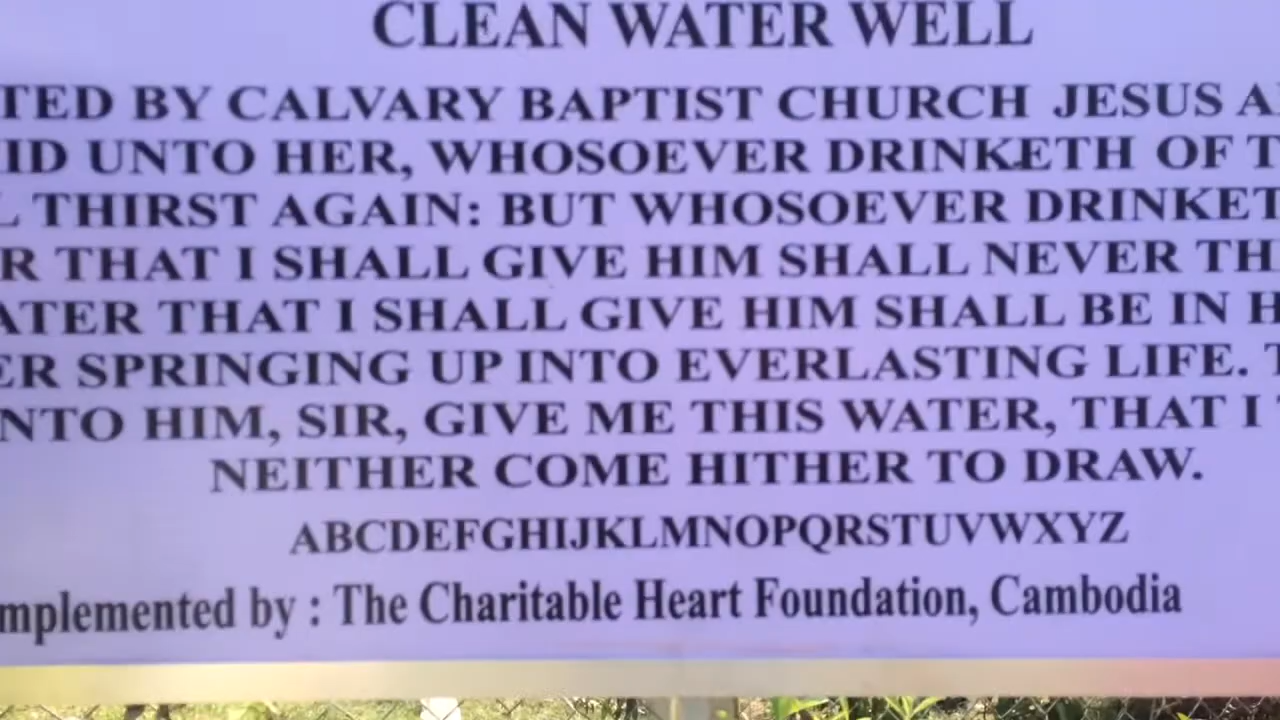 CLEAN WATER WELL
TED BY CALVARY BAPTIST CHURCH JESUS A
ID UNTO HER, WHOSOEVER DRINKETH OF T
L THIRST AGAIN: BUT WHOSOEVER DRINKET
R THAT I SHALL GIVE HIM SHALL NEVER TH
ATER THAT I SHALL GIVE HIM SHALL BE IN H
ER SPRINGING UP INTO EVERLASTING LIFE. T
NTO HIM, SIR, GIVE ME THIS WATER, THAT I T
NEITHER COME HITHER TO DRAW.
ABCDEFGHIJKLMNOPQRSTUVWXYZ
mplemented by : The Charitable Heart Foundation, Cambodia